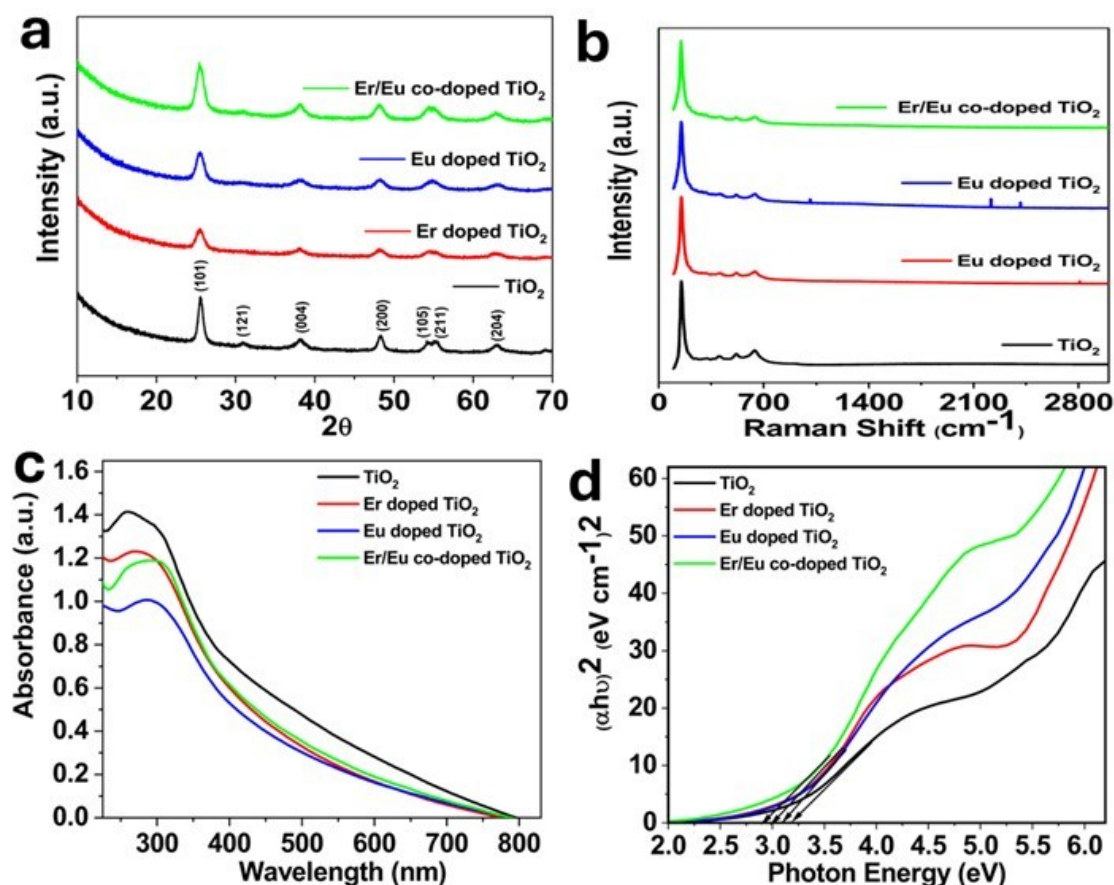 a
Intensity (a.u.)
Er/Eu co-doped TiO2
Eu doped TiO2
Er doped TiO2
TiO2
(101)
(121)
(004)
(200)
(105)
(211)
(204)
10 20 30 40 50 60 70
2θ
b
Intensity (a.u.)
Er/Eu co-doped TiO2
Eu doped TiO2
Eu doped TiO2
TiO2
0 700 1400 2100 2800
Raman Shift (cm-1)
c
Absorbance (a.u.)
1.6
1.4
1.2
1.0
0.8
0.6
0.4
0.2
0.0
TiO2
Er doped TiO2
Eu doped TiO2
Er/Eu co-doped TiO2
300 400 500 600 700 800
Wavelength (nm)
d
(αhυ)2 (eV cm-1)2
60
50
40
30
20
10
0
TiO2
Er doped TiO2
Eu doped TiO2
Er/Eu co-doped TiO2
2.0 2.5 3.0 3.5 4.0 4.5 5.0 5.5 6.0
Photon Energy (eV)